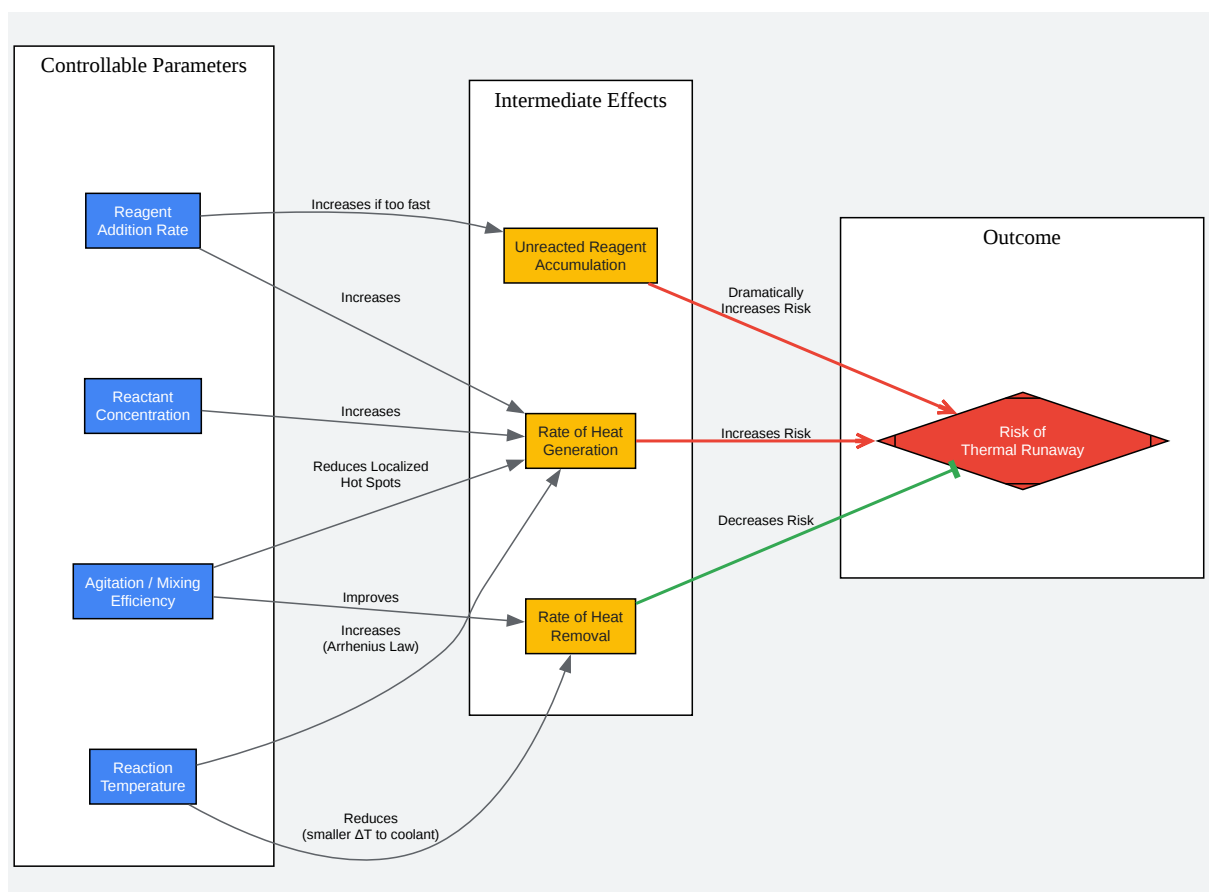 Controllable Parameters
Reagent
Addition Rate
Reactant
Concentration
Agitation / Mixing
Efficiency
Reaction
Temperature
Increases if too fast
Increases
Increases
Reduces Localized
Hot Spots
Improves
Increases
(Arrhenius Law)
Reduces
(smaller ΔT to coolant)
Intermediate Effects
Unreacted Reagent
Accumulation
Rate of Heat
Generation
Rate of Heat
Removal
Dramatically
Increases Risk
Increases Risk
Decreases Risk
Outcome
Risk of
Thermal Runaway